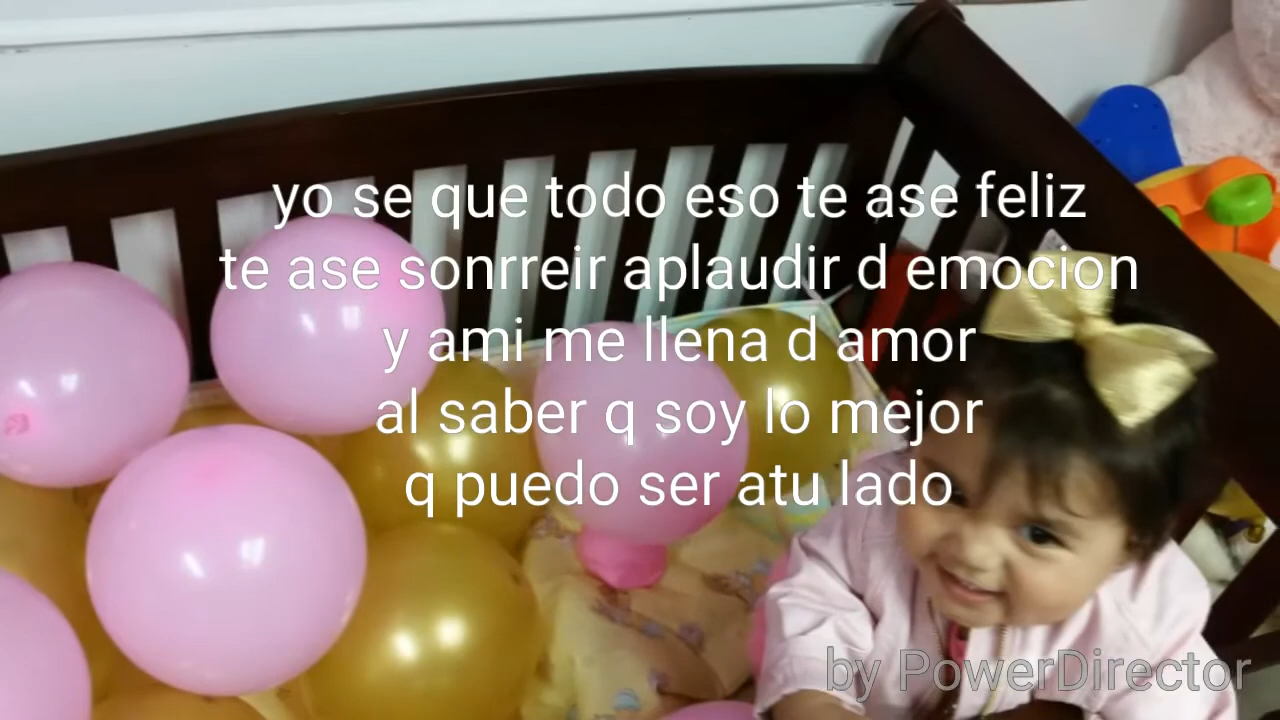 yo se que todo eso te ase feliz
te ase sonrreir aplaudir d emocion
y ami me llena d amor
al saber q soy lo mejor
q puedo ser atu lado
by PowerDirector